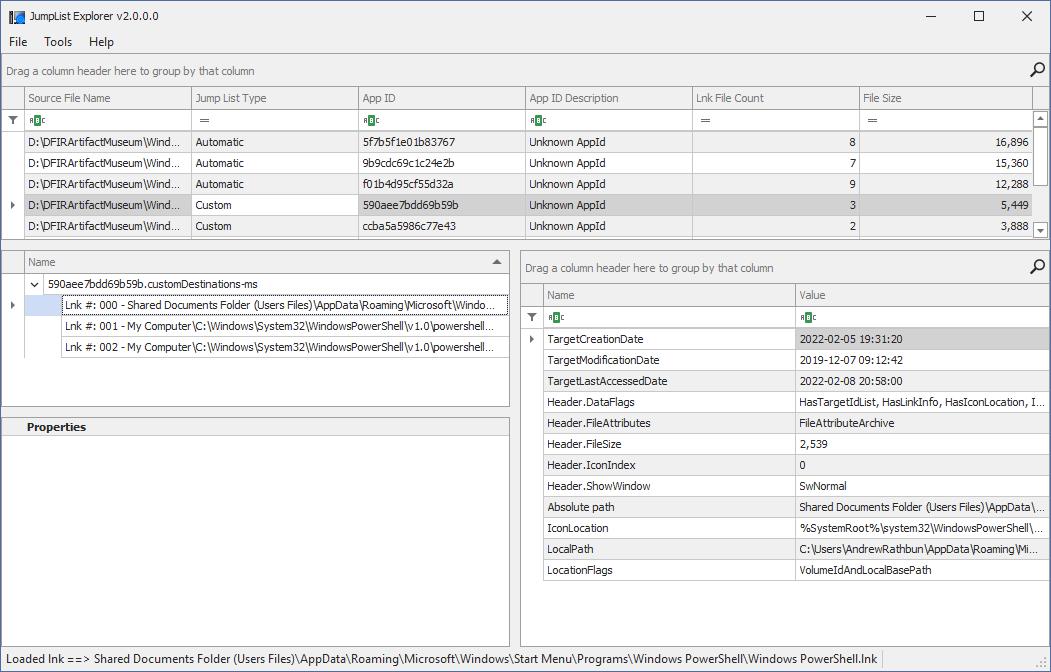 JumpList Explorer v2.0.0.0
File Tools Help
Drag a column header here to group by that column
Source File Name Jump List Type App ID App ID Description Lnk File Count File Size
ABC = ABC ABC = =
D:\DFIRArtifactMuseum\Wind... Automatic 5f7b5f1e01b83767 Unknown AppId 8 16,896
D:\DFIRArtifactMuseum\Wind... Automatic 9b9cdc69c1c24e2b Unknown AppId 7 15,360
D:\DFIRArtifactMuseum\Wind... Automatic f01b4d95cf55d32a Unknown AppId 9 12,288
D:\DFIRArtifactMuseum\Wind... Custom 590aee7bdd69b59b Unknown AppId 3 5,449
D:\DFIRArtifactMuseum\Wind... Custom ccba5a5986c77e43 Unknown AppId 2 3,888
Name
590aee7bdd69b59b.customDestinations-ms
Lnk #: 000 - Shared Documents Folder (Users Files)\AppData\Roaming\Microsoft\Windo...
Lnk #: 001 - My Computer\C:\Windows\System32\WindowsPowerShell\v1.0\powershell...
Lnk #: 002 - My Computer\C:\Windows\System32\WindowsPowerShell\v1.0\powershell...
Properties
Drag a column header here to group by that column
Name Value
ABC ABC
TargetCreationDate 2022-02-05 19:31:20
TargetModificationDate 2019-12-07 09:12:42
TargetLastAccessedDate 2022-02-08 20:58:00
Header.DataFlags HasTargetIdList, HasLinkInfo, HasIconLocation, I...
Header.FileAttributes FileAttributeArchive
Header.FileSize 2,539
Header.IconIndex 0
Header.ShowWindow SwNormal
Absolute path Shared Documents Folder (Users Files)\AppData\...
IconLocation %SystemRoot%\system32\WindowsPowerShell\...
LocalPath C:\Users\AndrewRathbun\AppData\Roaming\Mi...
LocationFlags VolumeIdAndLocalBasePath
Loaded lnk ==> Shared Documents Folder (Users Files)\AppData\Roaming\Microsoft\Windows\Start Menu\Programs\Windows PowerShell\Windows PowerShell.lnk